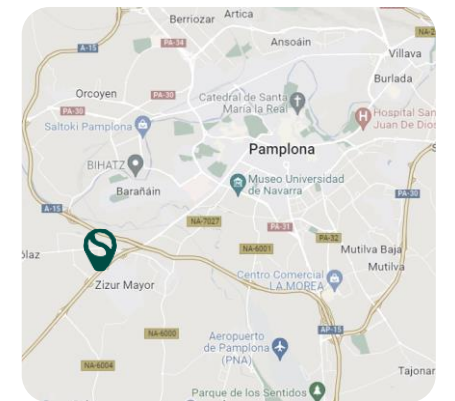 Artica
Berriozar
NA-2
A-15
PA-34
Ansoáin
Villava
Burlada
Orcoyen
PA-30
PA-30
Catedral de Santa
María la Real
Hospital San
Juan De Dios
Saltoki Pamplona
Pamplona
BIHATZ
Museo Universidad
de Navarra
Barañáin
PA-30
A-15
NA-7027
PA-31
PA-32
NA-6001
Mutilva Baja
Mutilva
Centro Comercial
LA MOREA
Zizur Mayor
NA-6000
AP-15
Aeropuerto
de Pamplona
(PNA)
NA-6004
Tajonar
Parque de los Sentidos